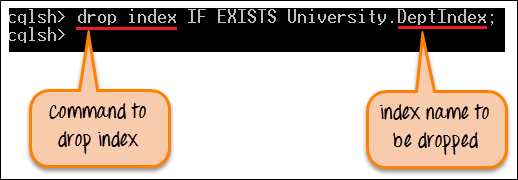 cqlsh> drop index IF EXISTS University.DeptIndex;
cqlsh>
command to
drop index
index name to
be dropped